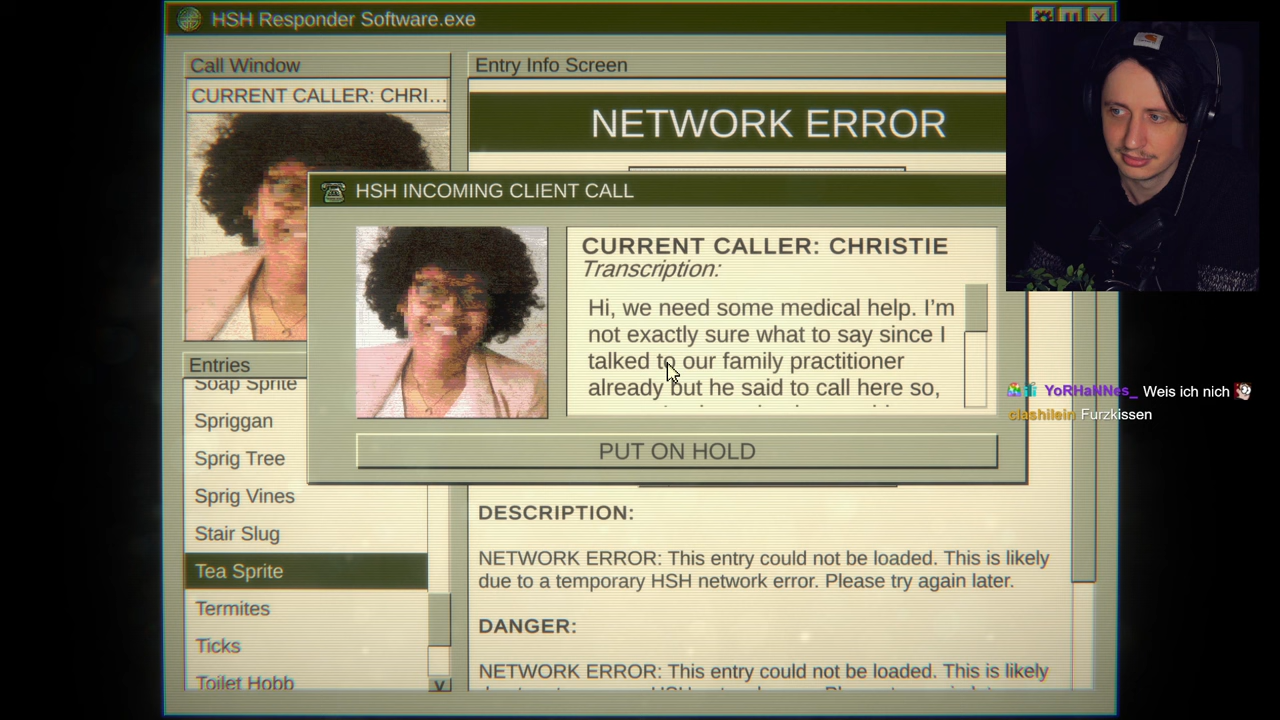 HSH Responder Software.exe
Call Window
CURRENT CALLER: CHRI...
Entries
Soap Sprite
Spriggan
Sprig Tree
Sprig Vines
Stair Slug
Tea Sprite
Termites
Ticks
Toilet Hobb
Entry Info Screen
NETWORK ERROR
HSH INCOMING CLIENT CALL
CURRENT CALLER: CHRISTIE
Transcription:
Hi, we need some medical help. I'm
not exactly sure what to say since I
talked to our family practitioner
already but he said to call here so,
PUT ON HOLD
DESCRIPTION:
NETWORK ERROR: This entry could not be loaded. This is likely
due to a temporary HSH network error. Please try again later.
DANGER:
NETWORK ERROR: This entry could not be loaded. This is likely
YoRHaNNes_ Weis ich nich
clashilein Furzkissen